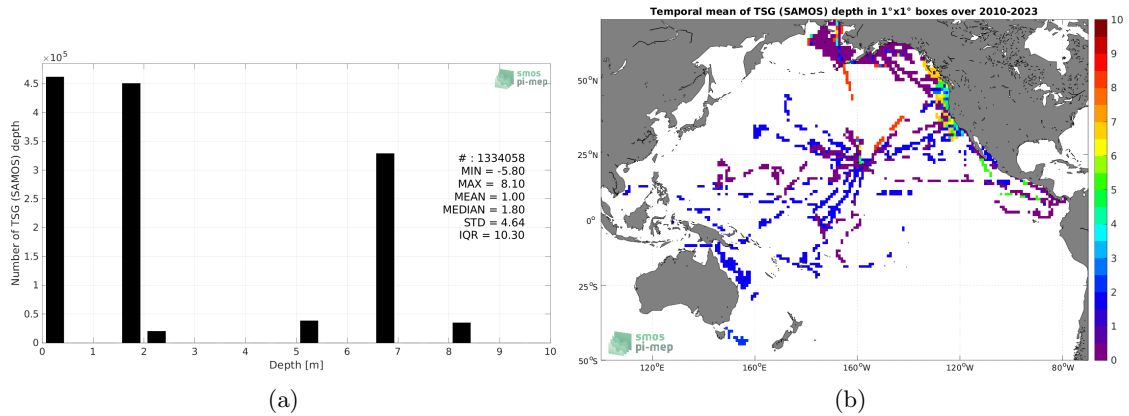 ×10⁵
smos
pi-mep
4.5
4
3.5
3
2.5
2
1.5
1
0.5
0
Number of TSG (SAMOS) depth
# : 1334058
MIN = -5.80
MAX = 8.10
MEAN = 1.00
MEDIAN = 1.80
STD = 4.64
IQR = 10.30
0 1 2 3 4 5 6 7 8 9 10
Depth [m]
(a)
Temporal mean of TSG (SAMOS) depth in 1°x1° boxes over 2010-2023
50°N
25°N
0°
25°S
50°S
120°E
160°E
160°W
120°W
80°W
smos
pi-mep
10
9
8
7
6
5
4
3
2
1
0
(b)